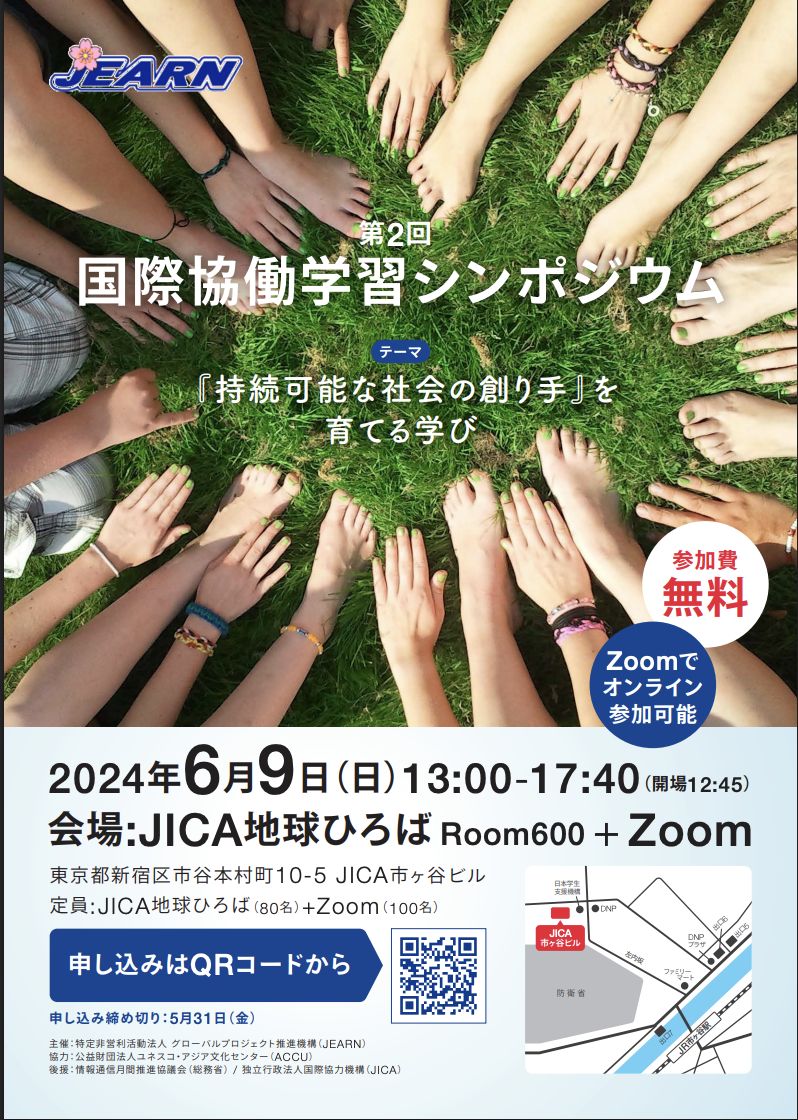 JEARN
第2回
国際協働学習シンポジウム
テーマ
『持続可能な社会の創り手』を
育てる学び
参加費
無料
Zoomで
オンライン
参加可能
2024年6月9日(日)13:00-17:40(開場12:45)
会場:JICA地球ひろば Room600 + Zoom
東京都新宿区市谷本村町10-5 JICA市ヶ谷ビル
定員:JICA地球ひろば(80名)+Zoom(100名)
申し込みはQRコードから
申し込み締め切り:5月31日(金)
主催:特定非営利活動法人 グローバルプロジェクト推進機構(JEARN)
協力:公益財団法人ユネスコ・アジア文化センター(ACCU)
後援:情報通信月間推進協議会(総務省) / 独立行政法人国際協力機構(JICA)
日本学生
支援機構
DNP
JICA
市ヶ谷ビル
左内坂
DNP
プラザ
出口6
出口5
ファミリー
マート
防衛省
出口7
JR市ヶ谷駅